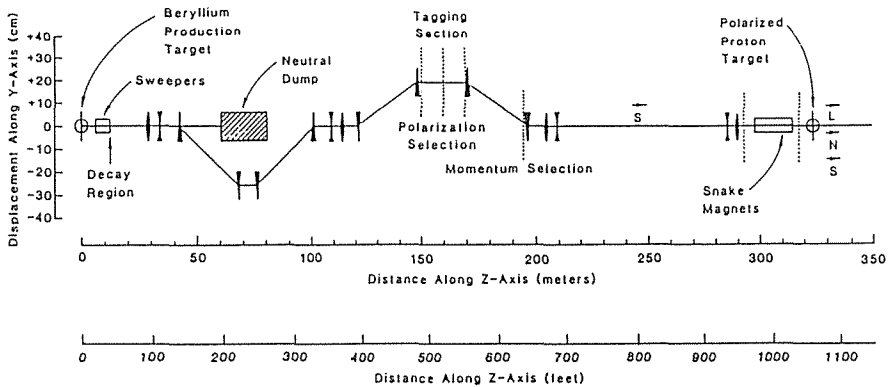 Beryllium
Production
Target
Sweepers
Neutral
Dump
Tagging
Section
Polarized
Proton
Target
Displacement Along Y-Axis (cm)
+40
+30
+20
+10
0
-10
-20
-30
-40
Decay
Region
Polarization
Selection
Momentum Selection
S
Snake
Magnets
L
N
S
0 50 100 150 200 250 300 350
Distance Along Z-Axis (meters)
0 100 200 300 400 500 600 700 800 900 1000 1100
Distance Along Z-Axis (feet)